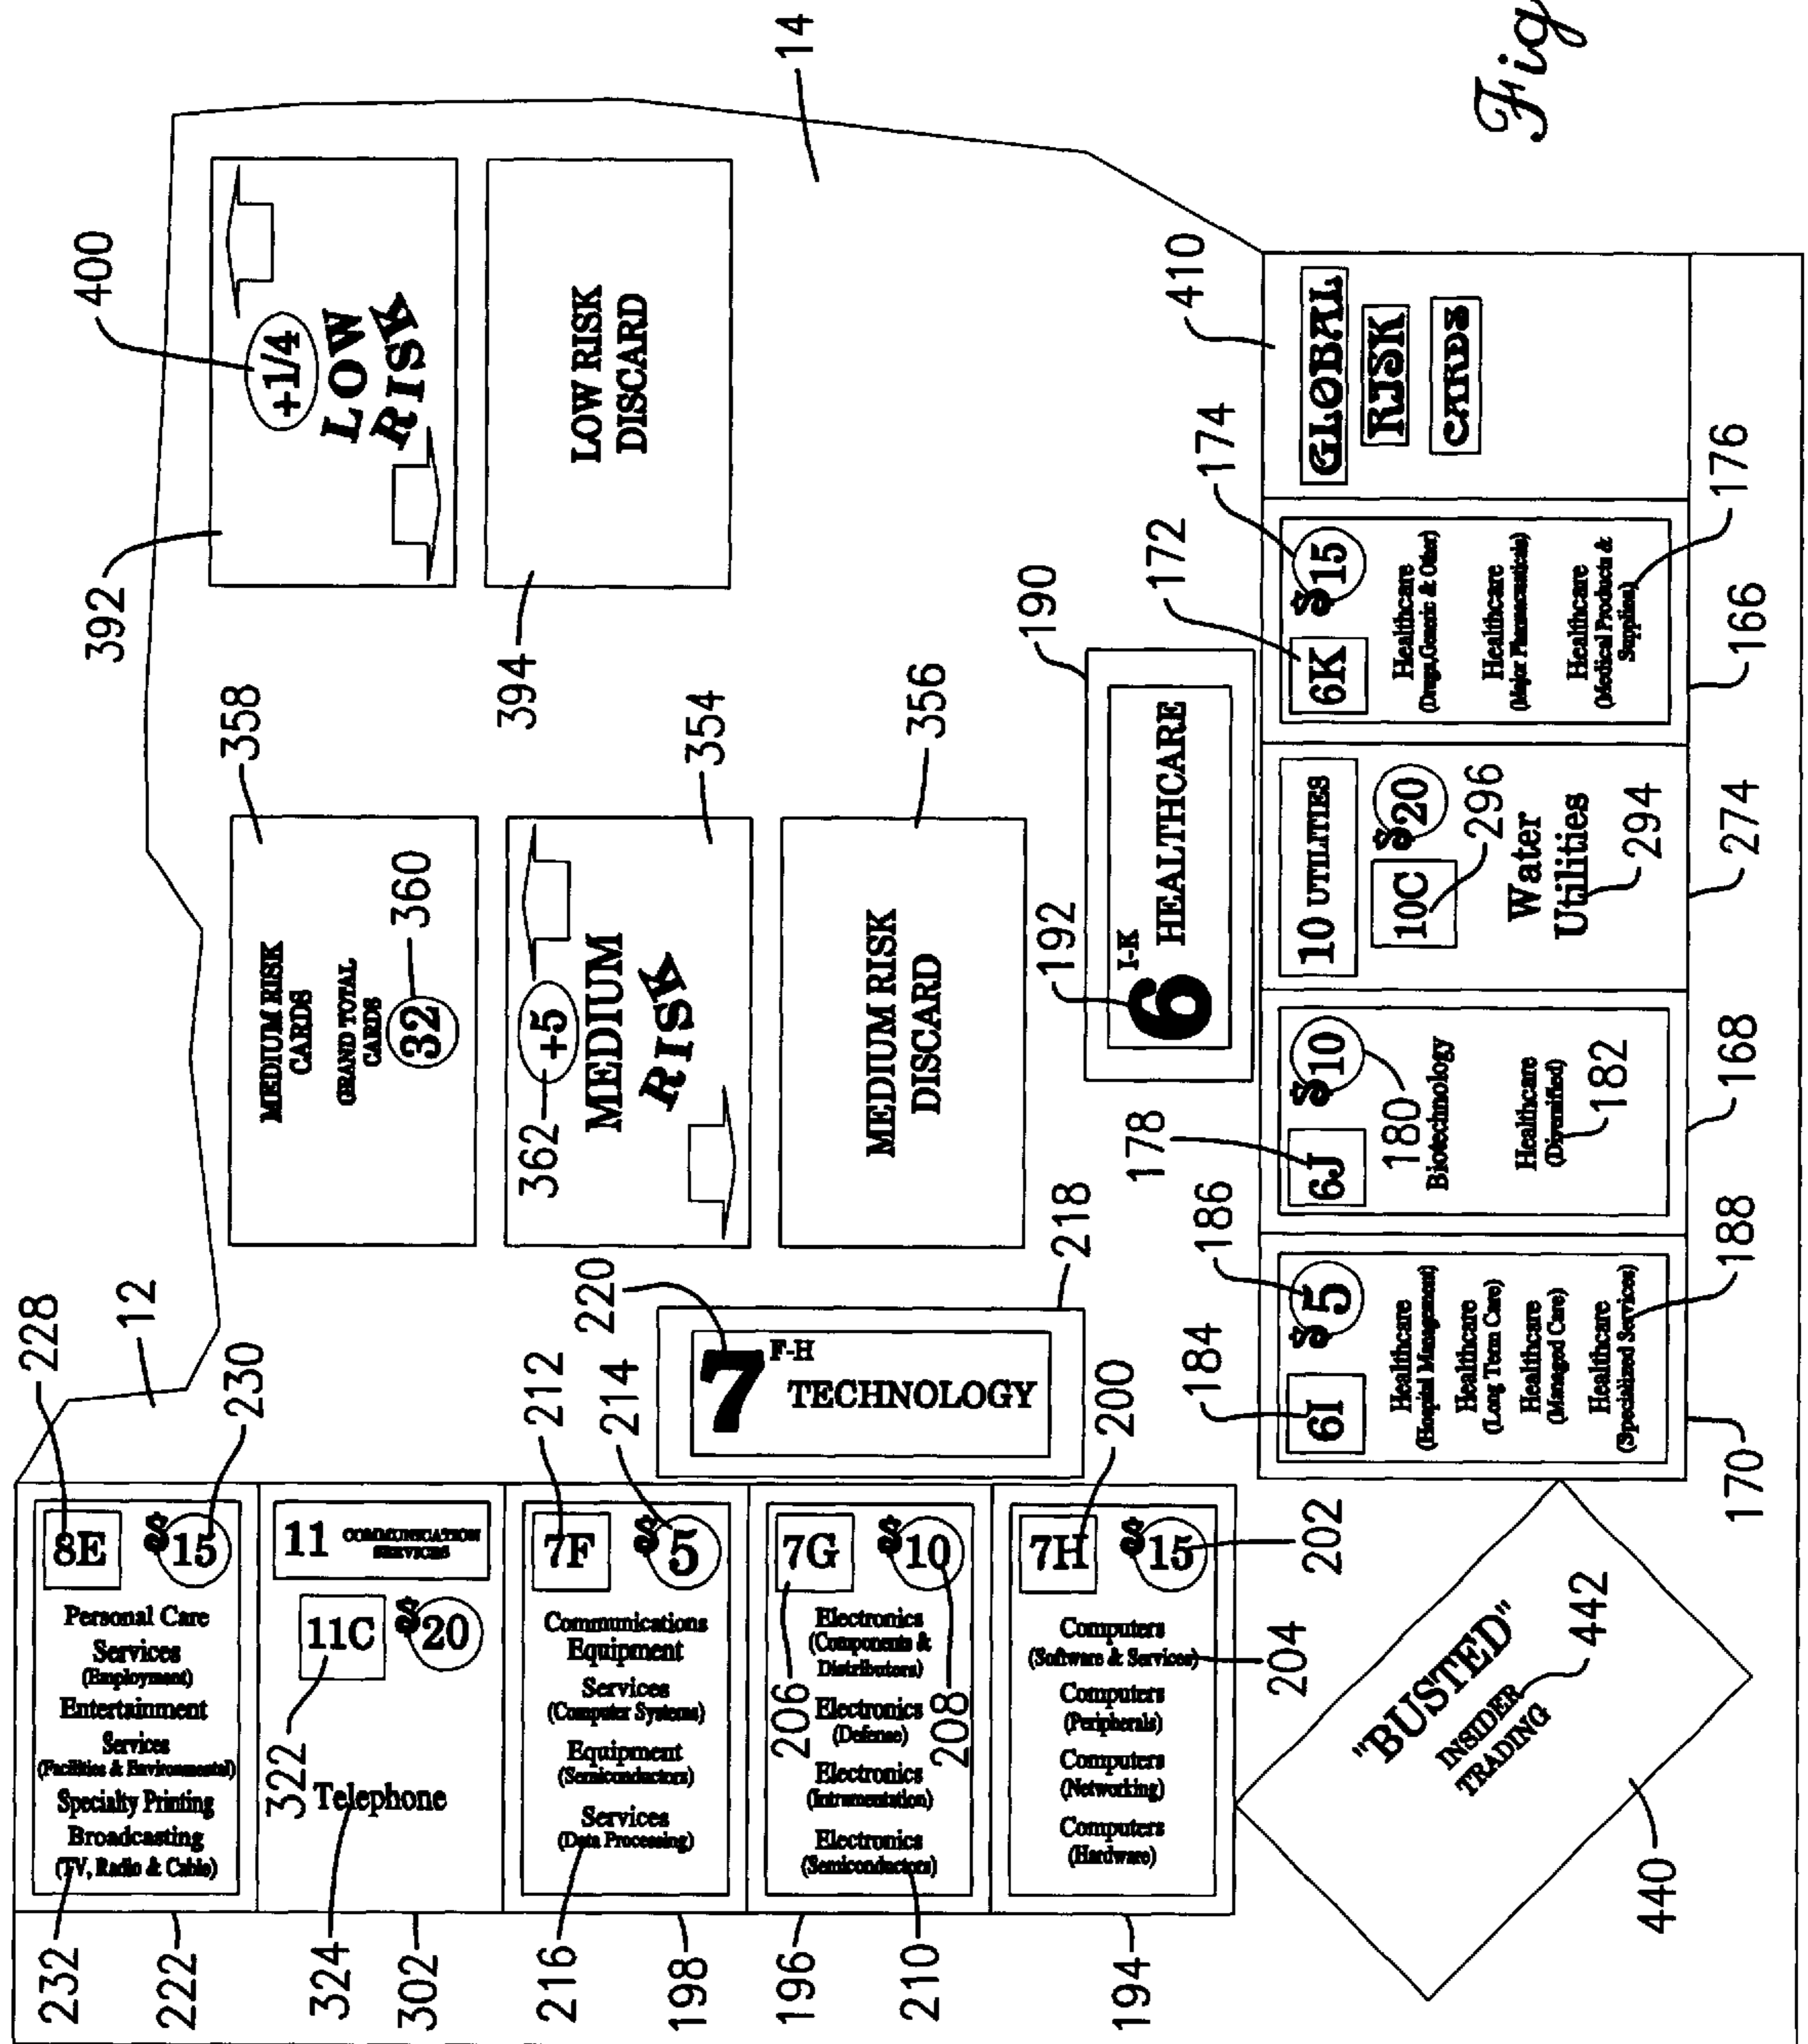 Fig
14
400
392
+1/4
LOW
RISK
LOW RISK
DISCARD
394
358
MEDIUM RISK
CARDS
GRAND TOTAL
CARDS
32
360
362
+5
MEDIUM
RISK
354
MEDIUM RISK
DISCARD
356
12
410
GLOBAL
RISK
CARDS
190
192
6 I-K
HEALTHCARE
218
220
7 F-H
TECHNOLOGY
228
230
8E
$15
Personal Care
Services
(Employment)
Entertainment
Services
(Facilities & Environmental)
Specialty Printing
Broadcasting
(TV, Radio & Cable)
232
222
11 COMMUNICATION
SERVICES
11C
$20
322
Telephone
324
302
212
214
7F
$5
Communications
Equipment
Services
(Computer Systems)
Equipment
(Semiconductors)
Services
(Data Processing)
216
198
7G
$10
206
208
Electronics
(Components &
Distributors)
Electronics
(Defense)
Electronics
(Intrumentation)
Electronics
(Semiconductors)
196
210
200
202
7H
$15
Computers
(Software & Services)
204
Computers
(Peripherals)
Computers
(Networking)
Computers
(Hardware)
194
"BUSTED"
INSIDER
TRADING
442
440
184
186
6I
$5
Healthcare
(Hospital Management)
Healthcare
(Long Term Care)
Healthcare
(Managed Care)
Healthcare
(Specialized Services)
188
170
178
6J
$10
180
Biotechnology
Healthcare
(Diversified)
182
168
10 UTILITIES
10C
$20
296
Water
Utilities
294
274
172
174
6K
$15
Healthcare
(Drugs,Generic & Other)
Healthcare
(Major Pharmaceuticals)
Healthcare
(Medical Products &
Supplies)
176
166